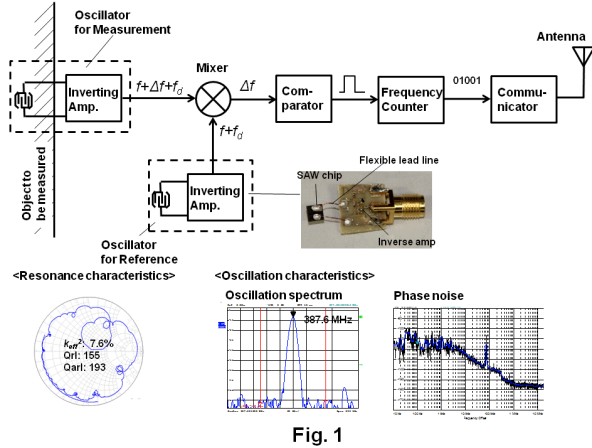 Oscillator
for Measurement
Antenna
Mixer
Inverting
Amp.
f+Δf+fd
Δf
Com-
parator
Frequency
Counter
01001
Commu-
nicator
f+fd
Object to
be measured
Inverting
Amp.
Flexible lead line
SAW chip
Inverse amp
Oscillator
for Reference
<Resonance characteristics>
<Oscillation characteristics>
Oscillation spectrum
Phase noise
387.6 MHz
keff²: 7.6%
Qrl: 155
Qarl: 193
Fig. 1